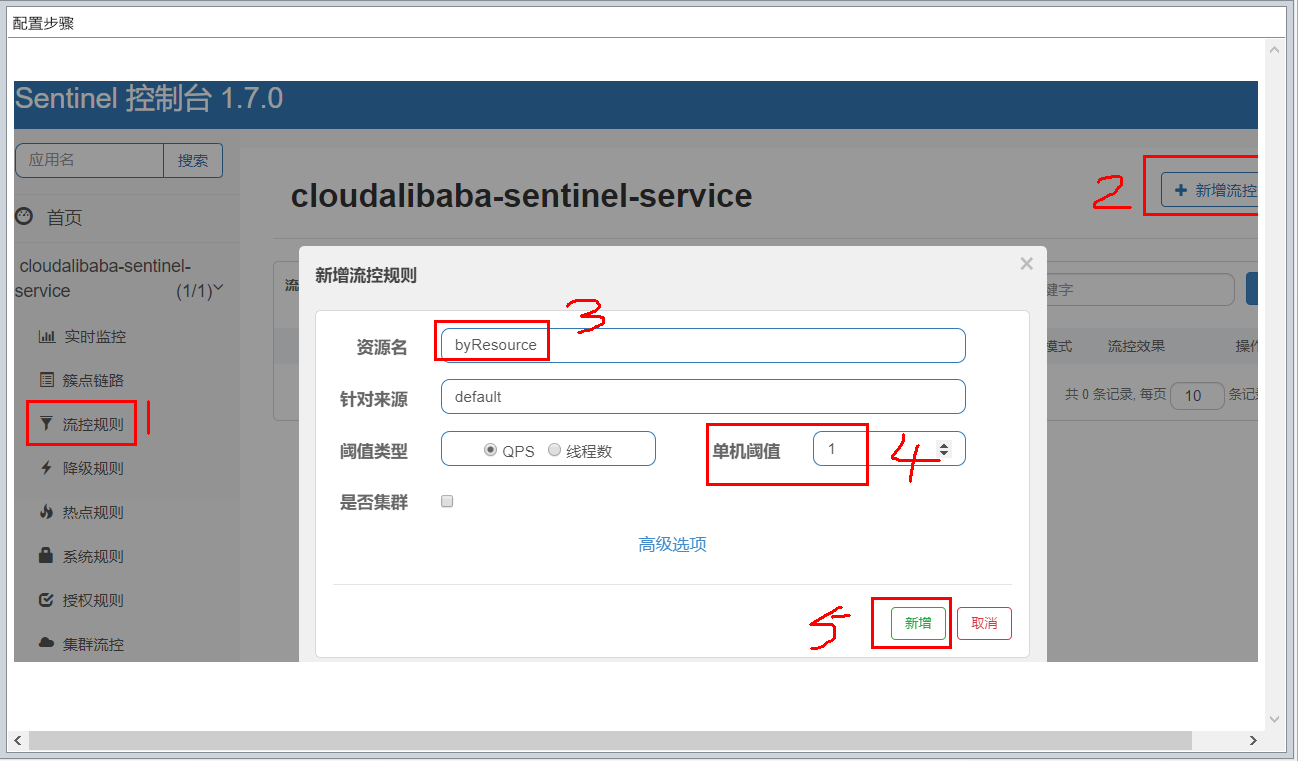 配置步骤
Sentinel 控制台 1.7.0
应用名 搜索
首页
cloudalibaba-sentinel-
service (1/1)
实时监控
簇点链路
流控规则 1
降级规则
热点规则
系统规则
授权规则
集群流控
cloudalibaba-sentinel-service
2 新增流控
流
键字
模式 流控效果 操作
共 0 条记录, 每页 10 条记
新增流控规则
3
资源名 byResource
针对来源 default
阈值类型 QPS 线程数 单机阈值 1 4
是否集群
高级选项
5 新增 取消